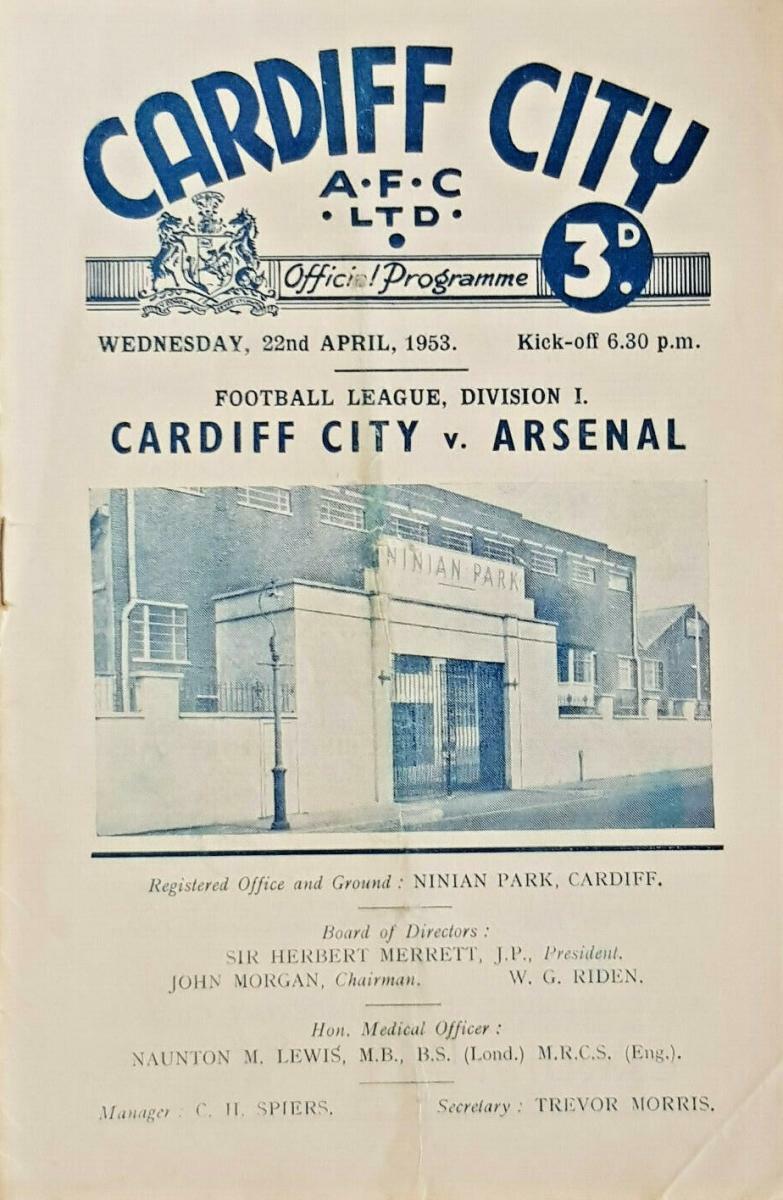 CARDIFF CITY
A·F·C
·LTD·
Official Programme
3D.
WEDNESDAY, 22nd APRIL, 1953. Kick-off 6.30 p.m.
FOOTBALL LEAGUE, DIVISION I.
CARDIFF CITY v. ARSENAL
NINIAN PARK
Registered Office and Ground : NINIAN PARK, CARDIFF.
Board of Directors :
SIR HERBERT MERRETT, J.P., President.
JOHN MORGAN, Chairman. W. G. RIDEN.
Hon. Medical Officer :
NAUNTON M. LEWIS, M.B., B.S. (Lond.) M.R.C.S. (Eng.).
Manager : C. H. SPIERS. Secretary : TREVOR MORRIS.